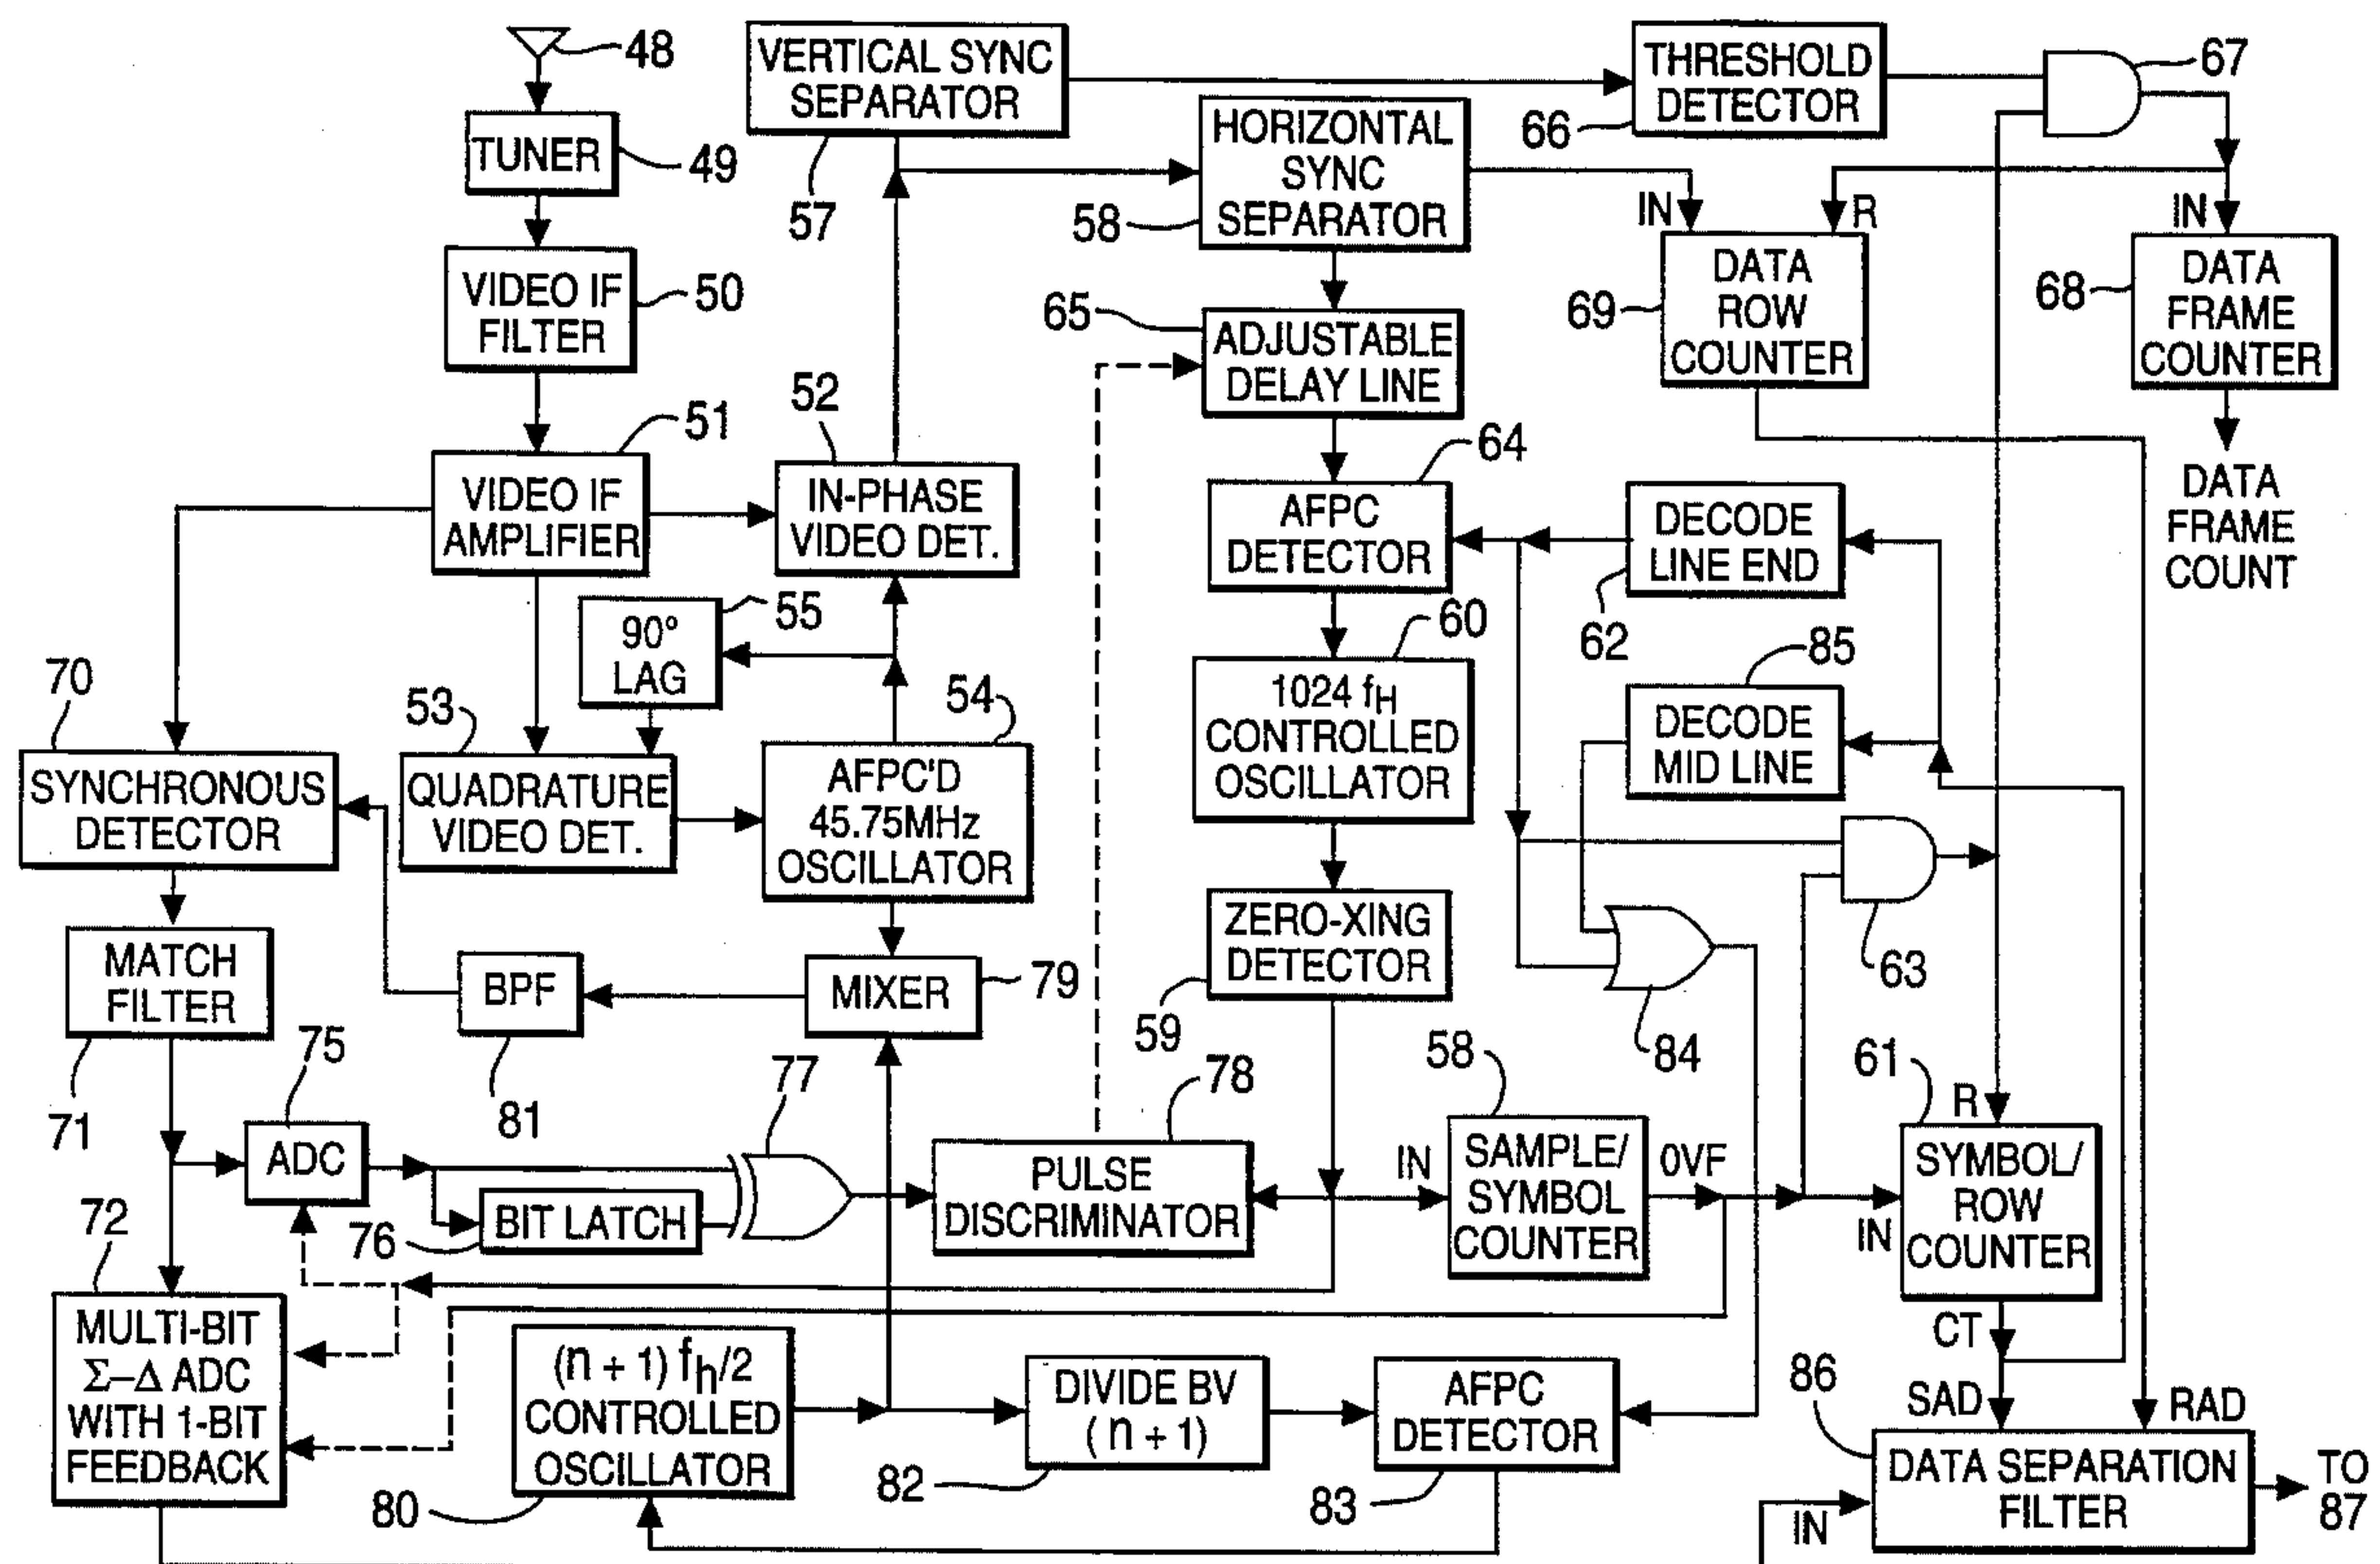 48
VERTICAL SYNC
SEPARATOR
57
THRESHOLD
DETECTOR
66
67
TUNER
49
HORIZONTAL
SYNC
SEPARATOR
58
IN
R
IN
VIDEO IF
FILTER
50
65
ADJUSTABLE
DELAY LINE
69
DATA
ROW
COUNTER
68
DATA
FRAME
COUNTER
DATA
FRAME
COUNT
51
VIDEO IF
AMPLIFIER
52
IN-PHASE
VIDEO DET.
64
AFPC
DETECTOR
DECODE
LINE END
62
55
90°
LAG
60
1024 fH
CONTROLLED
OSCILLATOR
85
DECODE
MID LINE
70
SYNCHRONOUS
DETECTOR
53
QUADRATURE
VIDEO DET.
54
AFPC'D
45.75MHz
OSCILLATOR
ZERO-XING
DETECTOR
59
63
84
MATCH
FILTER
71
BPF
81
MIXER
79
75
ADC
BIT LATCH
76
77
78
PULSE
DISCRIMINATOR
IN
58
SAMPLE/
SYMBOL
COUNTER
0VF
61
R
IN
SYMBOL/
ROW
COUNTER
CT
72
MULTI-BIT
Σ–Δ ADC
WITH 1-BIT
FEEDBACK
(n + 1) fh/2
CONTROLLED
OSCILLATOR
80
DIVIDE BV
( n + 1)
82
AFPC
DETECTOR
83
86
SAD
RAD
DATA SEPARATION
FILTER
IN
TO
87